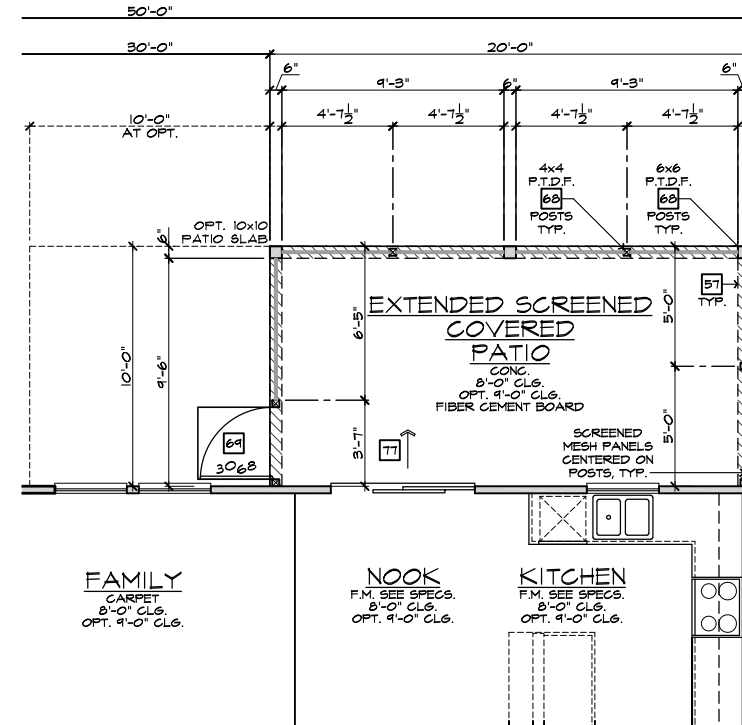 50'-0"
30'-0"
20'-0"
6"
9'-3"
6"
9'-3"
6"
10'-0"
AT OPT.
4'-7½"
4'-7½"
4'-7½"
4'-7½"
4x4
P.T.D.F.
68
POSTS
TYP.
6x6
P.T.D.F.
68
POSTS
TYP.
OPT. 10x10
PATIO SLAB
6"
57
TYP.
10'-0"
9'-6"
6'-5"
3'-7"
5'-0"
5'-0"
EXTENDED SCREENED
COVERED
PATIO
CONC.
8'-0" CLG.
OPT. 9'-0" CLG.
FIBER CEMENT BOARD
69
3068
77
SCREENED
MESH PANELS
CENTERED ON
POSTS, TYP.
FAMILY
CARPET
8'-0" CLG.
OPT. 9'-0" CLG.
NOOK
F.M. SEE SPECS.
8'-0" CLG.
OPT. 9'-0" CLG.
KITCHEN
F.M. SEE SPECS.
8'-0" CLG.
OPT. 9'-0" CLG.